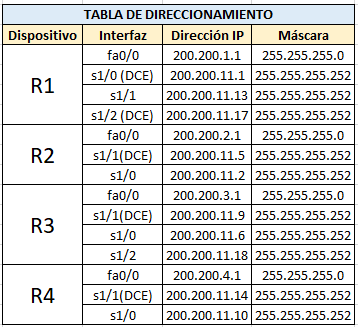 TABLA DE DIRECCIONAMIENTO
Dispositivo Interfaz Dirección IP Máscara
R1 fa0/0 200.200.1.1 255.255.255.0
s1/0 (DCE) 200.200.11.1 255.255.255.252
s1/1 200.200.11.13 255.255.255.252
s1/2 (DCE) 200.200.11.17 255.255.255.252
R2 fa0/0 200.200.2.1 255.255.255.0
s1/1(DCE) 200.200.11.5 255.255.255.252
s1/0 200.200.11.2 255.255.255.252
R3 fa0/0 200.200.3.1 255.255.255.0
s1/1(DCE) 200.200.11.9 255.255.255.252
s1/0 200.200.11.6 255.255.255.252
s1/2 200.200.11.18 255.255.255.252
R4 fa0/0 200.200.4.1 255.255.255.0
s1/1(DCE) 200.200.11.14 255.255.255.252
s1/0 200.200.11.10 255.255.255.252